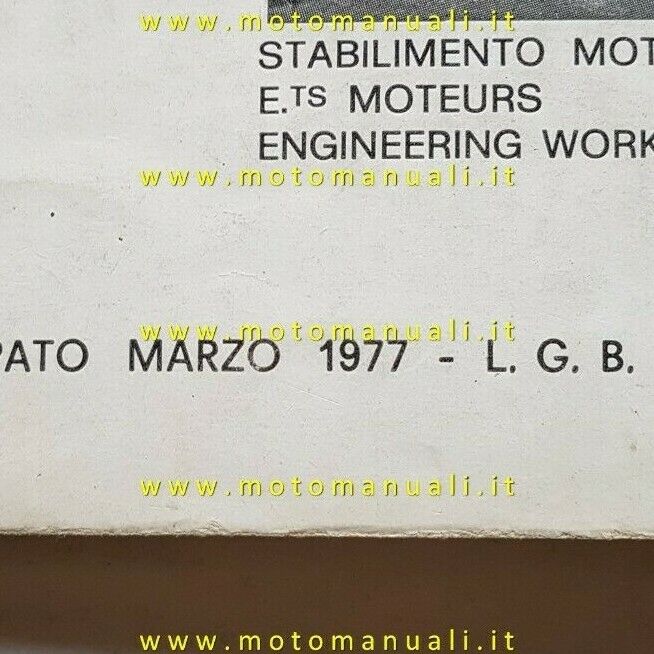 www.motomanuali.it
STABILIMENTO MOT
E.TS MOTEURS
ENGINEERING WORK
www.motomanuali.it
www.motomanuali.it
PATO MARZO 1977 - L. G. B.
www.motomanuali.it
www.motomanuali.it